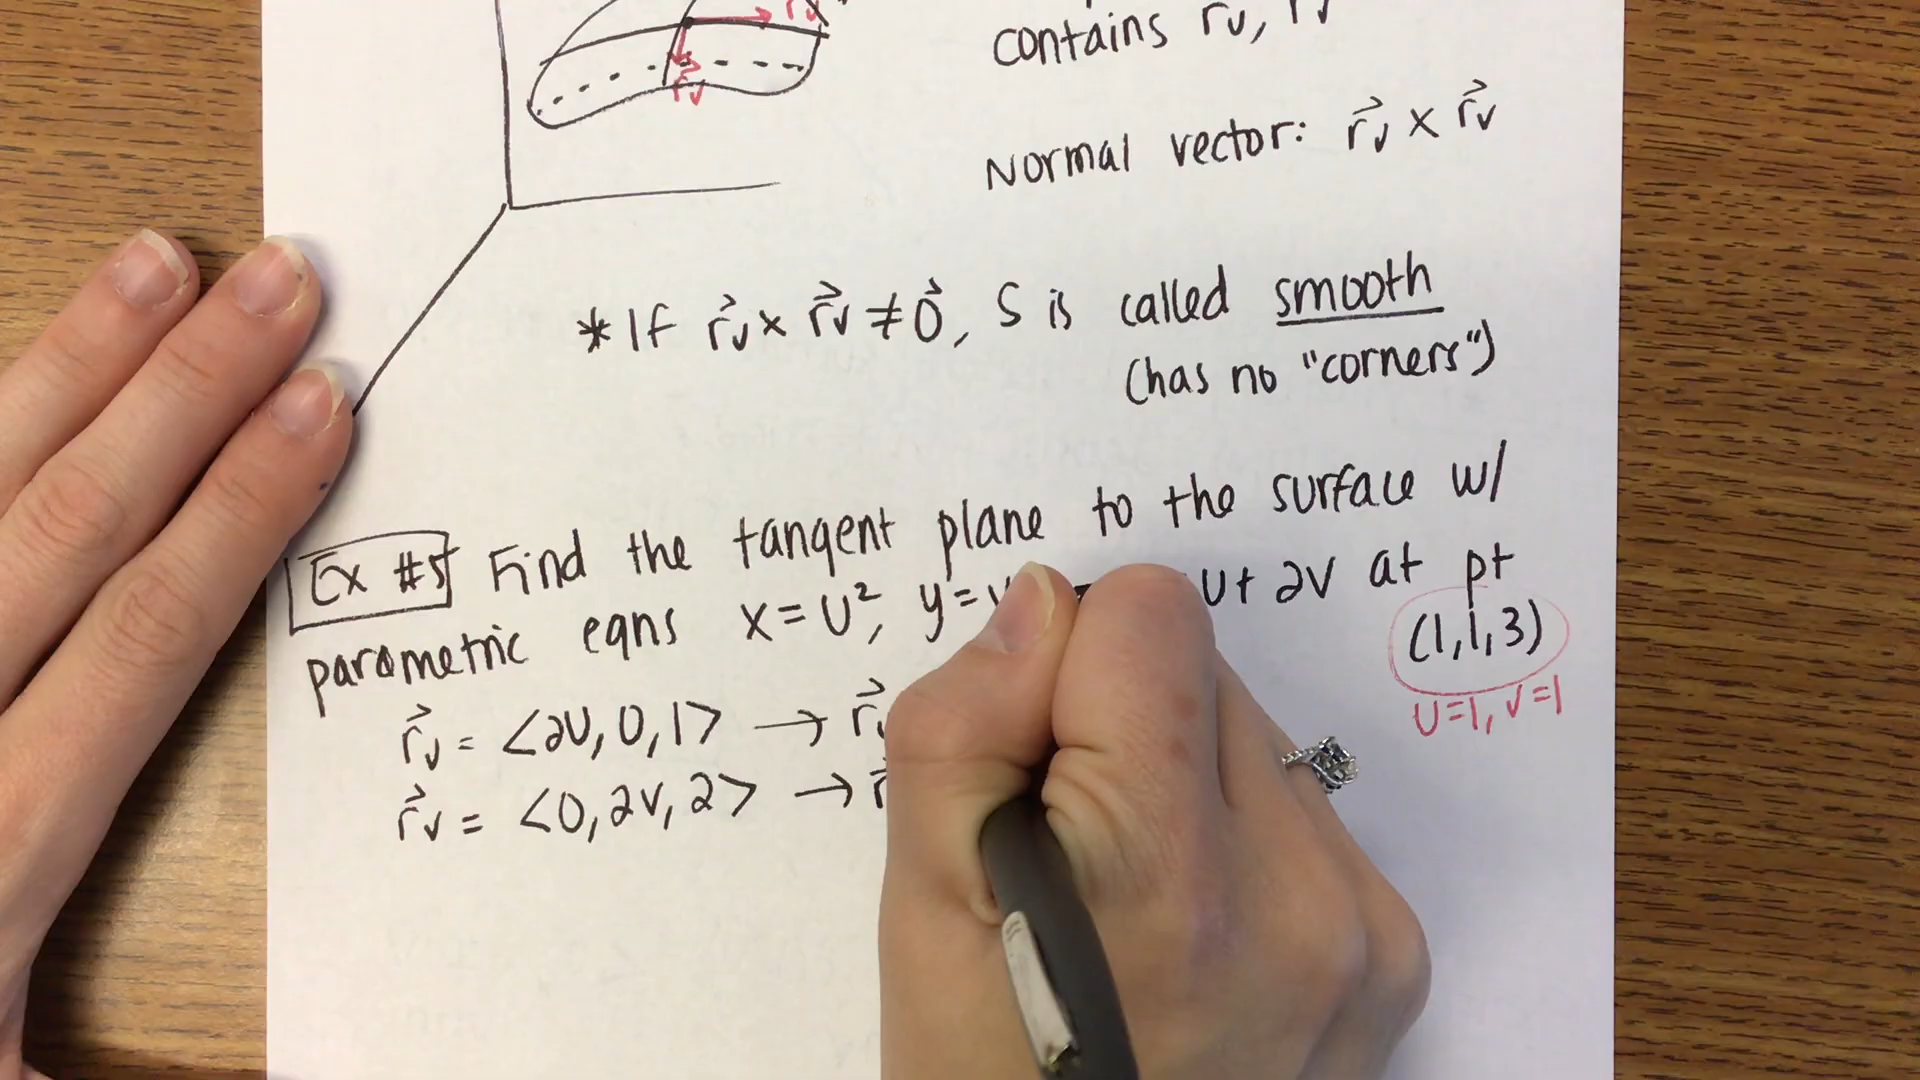 r⃗ᵥ
contains r⃗ᵤ, r⃗ᵥ
Normal vector: r⃗ᵤ × r⃗ᵥ
*If r⃗ᵤ × r⃗ᵥ ≠ 0⃗, S is called smooth
(has no "corners")
Ex #5 Find the tangent plane to the surface w/
parametric eqns x = u², y = u + 2v at pt
(1,1,3)
u=1, v=1
r⃗ᵤ = <2u, 0, 1> → r⃗ᵤ
r⃗ᵥ = <0, 2v, 2> →